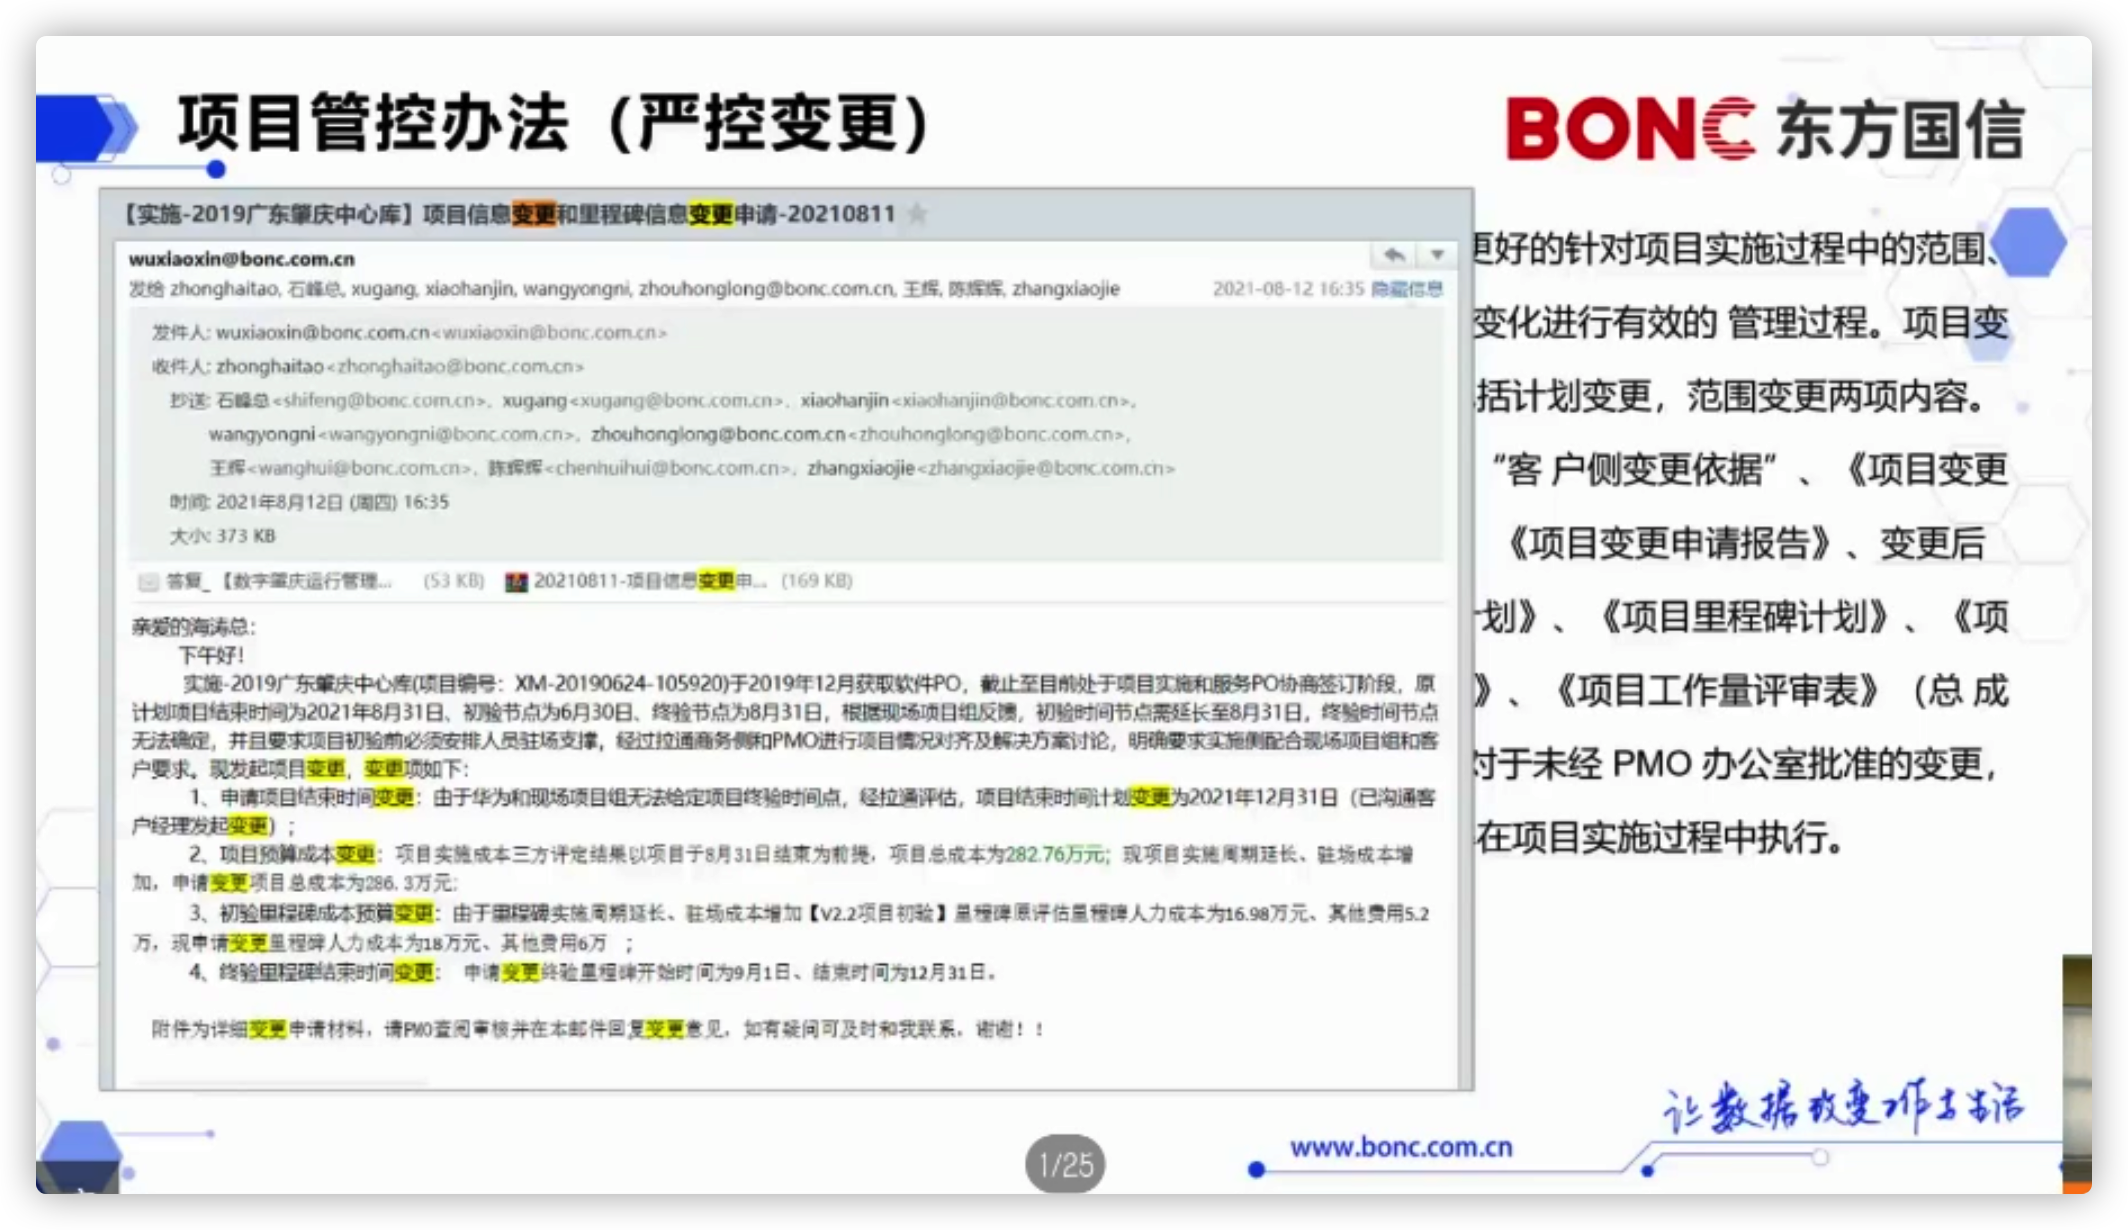 项目管控办法（严控变更）
BONC 东方国信
【实施-2019广东肇庆中心库】项目信息变更和里程碑信息变更申请-20210811
wuxiaoxin@bonc.com.cn
发给 zhonghaitao, 石峰总, xugang, xiaohanjin, wangyongni, zhouhonglong@bonc.com.cn, 王辉, 陈辉辉, zhangxiaojie 2021-08-12 16:35 隐藏信息
发件人: wuxiaoxin@bonc.com.cn<wuxiaoxin@bonc.com.cn>
收件人: zhonghaitao<zhonghaitao@bonc.com.cn>
抄送: 石峰总<shifeng@bonc.com.cn>、xugang<xugang@bonc.com.cn>、xiaohanjin<xiaohanjin@bonc.com.cn>、
wangyongni<wangyongni@bonc.com.cn>、zhouhonglong@bonc.com.cn<zhouhonglong@bonc.com.cn>、
王辉<wanghui@bonc.com.cn>、陈辉辉<chenhuihui@bonc.com.cn>、zhangxiaojie<zhangxiaojie@bonc.com.cn>
时间: 2021年8月12日 (周四) 16:35
大小: 373 KB
答复_【数字肇庆运行管理... (53 KB) 20210811-项目信息变更申... (169 KB)
亲爱的海涛总：
下午好！
实施-2019广东肇庆中心库(项目编号：XM-20190624-105920)于2019年12月获取软件PO，截止至目前处于项目实施和服务PO协商签订阶段，原
计划项目结束时间为2021年8月31日、初验节点为6月30日、终验节点为8月31日，根据现场项目组反馈，初验时间节点需延长至8月31日，终验时间节点
无法确定，并且要求项目初验前必须安排人员驻场支撑，经过拉通商务侧和PMO进行项目情况对齐及解决方案讨论，明确要求实施侧配合现场项目组和客
户要求。现发起项目变更，变更项如下：
1、申请项目结束时间变更：由于华为和现场项目组无法给定项目终验时间点，经拉通评估，项目结束时间计划变更为2021年12月31日（已沟通客
户经理发起变更）；
2、项目预算成本变更：项目实施成本三方评定结果以项目于8月31日结束为前提，项目总成本为282.76万元；现项目实施周期延长、驻场成本增
加，申请变更项目总成本为286.3万元；
3、初验里程碑成本预算变更：由于里程碑实施周期延长、驻场成本增加【V2.2项目初验】里程碑原评估里程碑人力成本为16.98万元、其他费用5.2
万，现申请变更里程碑人力成本为18万元、其他费用6万 ；
4、终验里程碑结束时间变更： 申请变更终验里程碑开始时间为9月1日、结束时间为12月31日。
附件为详细变更申请材料，请PMO查阅审核并在本邮件回复变更意见，如有疑问可及时和我联系，谢谢！！
更好的针对项目实施过程中的范围、
变化进行有效的 管理过程。项目变
括计划变更，范围变更两项内容。
“客 户侧变更依据”、《项目变更
《项目变更申请报告》、变更后
划》、《项目里程碑计划》、《项
》、《项目工作量评审表》（总 成
对于未经 PMO 办公室批准的变更，
在项目实施过程中执行。
让数据改变工作与生活
www.bonc.com.cn
1/25